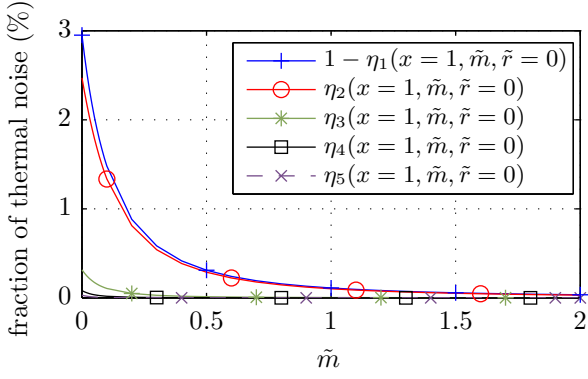 fraction of thermal noise (%)
3
2
1
0
1 − η₁(x = 1, m̃, r̃ = 0)
η₂(x = 1, m̃, r̃ = 0)
η₃(x = 1, m̃, r̃ = 0)
η₄(x = 1, m̃, r̃ = 0)
η₅(x = 1, m̃, r̃ = 0)
0 0.5 1 1.5 2
m̃